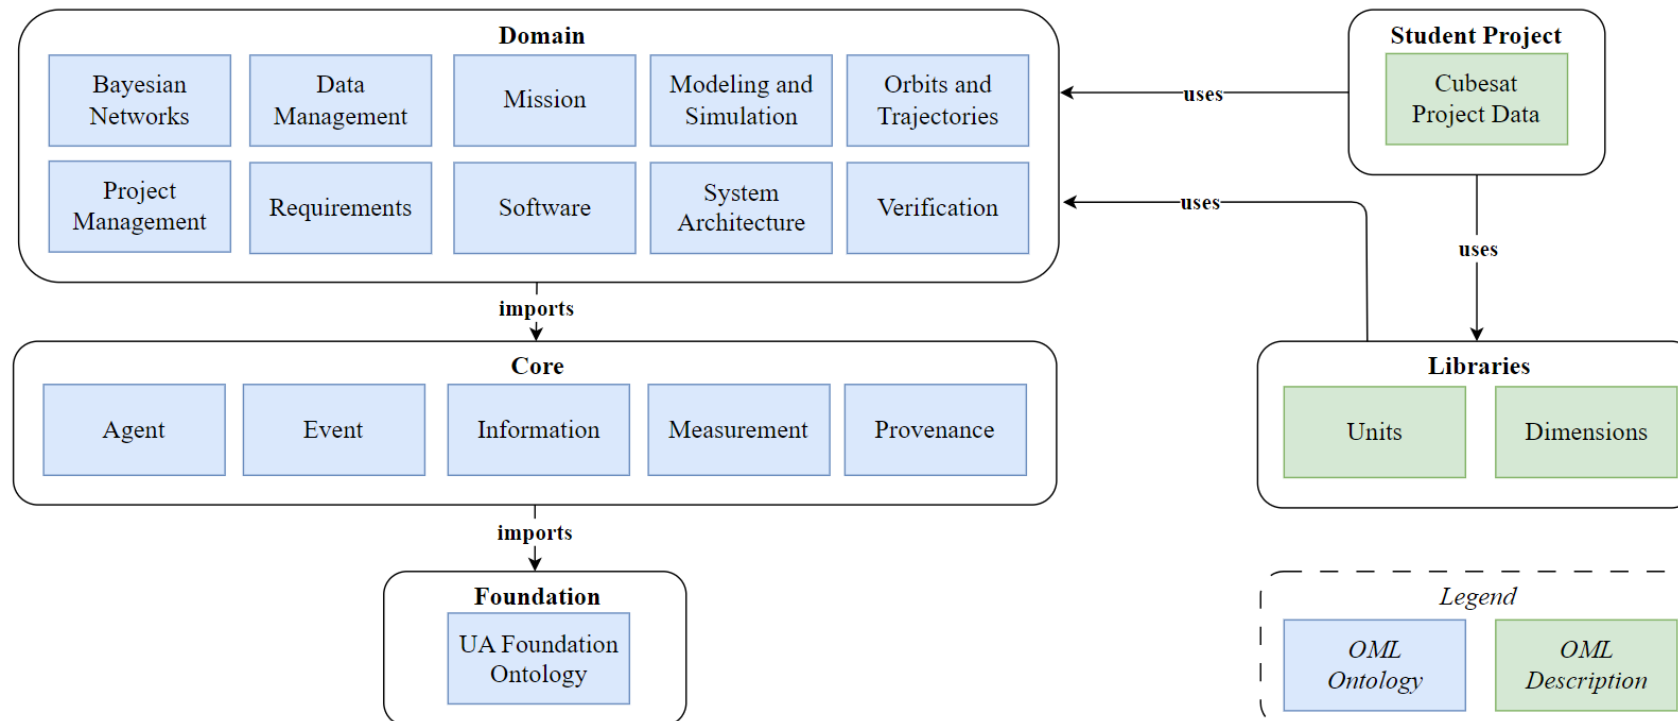 Domain
Bayesian
Networks
Data
Management
Mission
Modeling and
Simulation
Orbits and
Trajectories
Project
Management
Requirements
Software
System
Architecture
Verification
uses
Student Project
Cubesat
Project Data
uses
uses
imports
Core
Agent
Event
Information
Measurement
Provenance
Libraries
Units
Dimensions
imports
Foundation
UA Foundation
Ontology
Legend
OML
Ontology
OML
Description